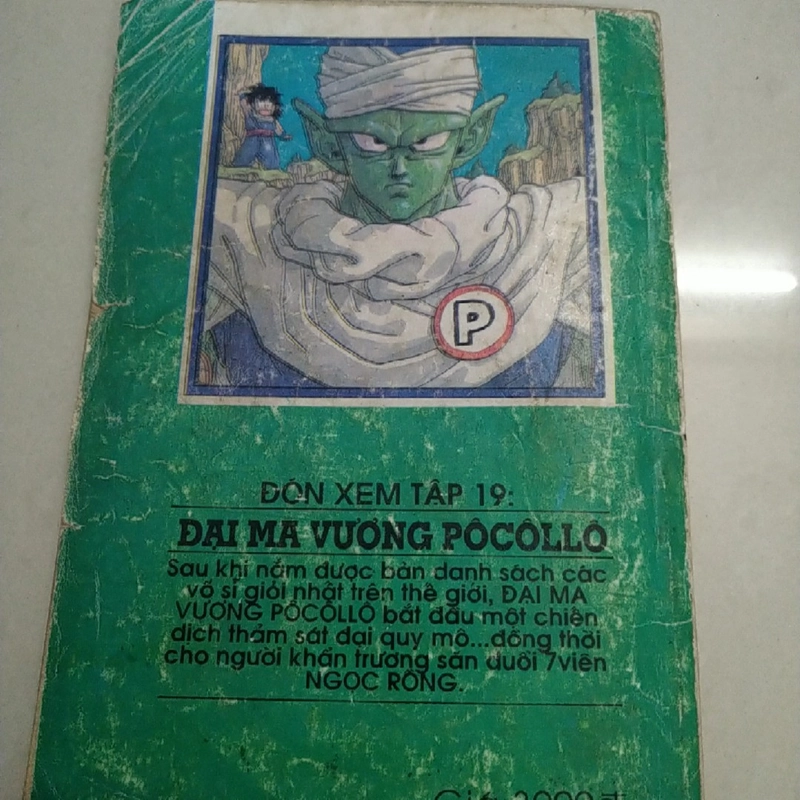 P
ĐÓN XEM TẬP 19:
ĐẠI MA VƯƠNG PÔCÔLLÔ
Sau khi nắm được bản danh sách các
võ sĩ giỏi nhất trên thế giới, ĐẠI MA
VƯƠNG PÔCÔLLÔ bắt đầu một chiến
dịch thảm sát đại quy mô...đồng thời
cho người khẩn trương săn đuổi 7viên
NGỌC RỒNG.